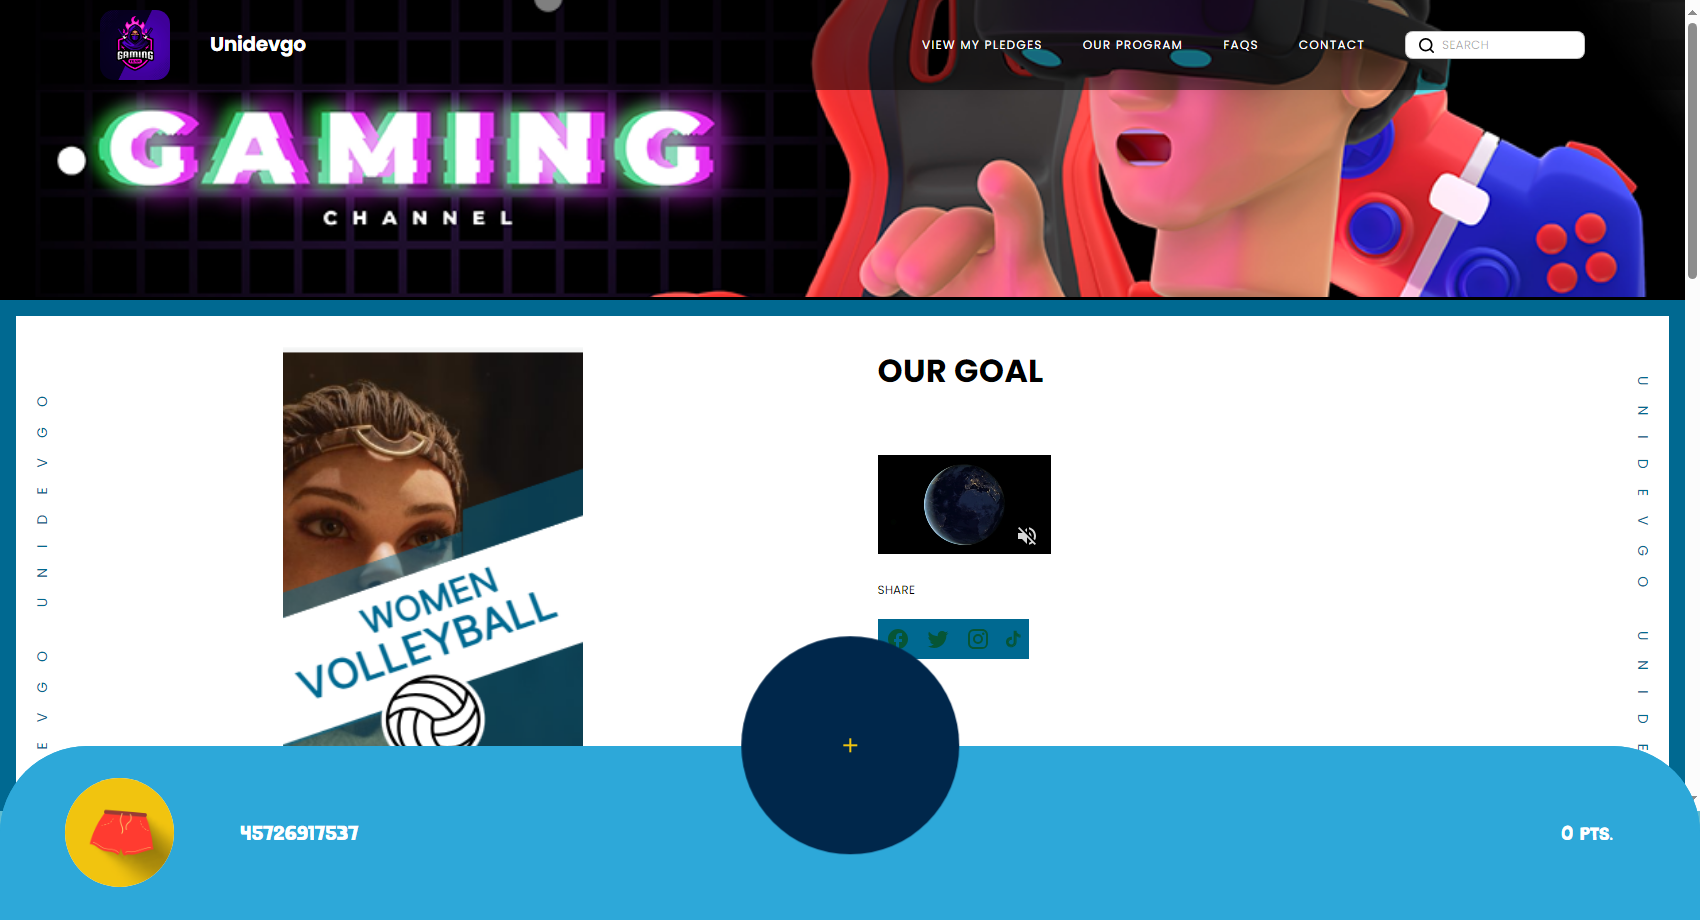 GAMING
Unidevgo
VIEW MY PLEDGES
OUR PROGRAM
FAQS
CONTACT
SEARCH
GAMING
CHANNEL
OUR GOAL
UNIDEVGO UNIDEVGO
WOMEN
VOLLEYBALL
SHARE
UNIDEVGO UNIDE
+
45726917537
0 PTS.